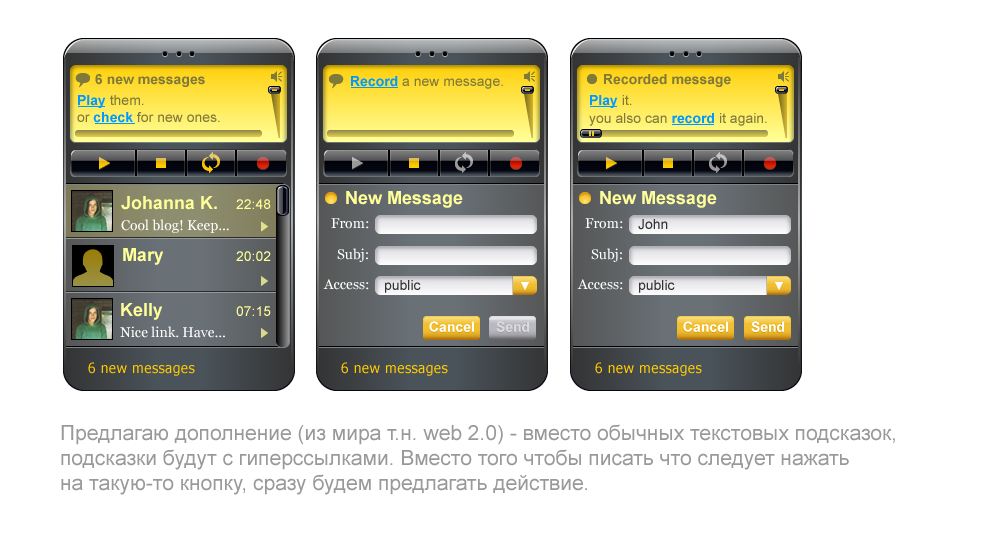 6 new messages
Play them.
or check for new ones.
Johanna K. 22:48
Cool blog! Keep...
Mary 20:02
Kelly 07:15
Nice link. Have...
6 new messages
Record a new message.
New Message
From:
Subj:
Access: public
Cancel Send
6 new messages
Recorded message
Play it.
you also can record it again.
New Message
From: John
Subj:
Access: public
Cancel Send
6 new messages
Предлагаю дополнение (из мира т.н. web 2.0) - вместо обычных текстовых подсказок,
подсказки будут с гиперссылками. Вместо того чтобы писать что следует нажать
на такую-то кнопку, сразу будем предлагать действие.